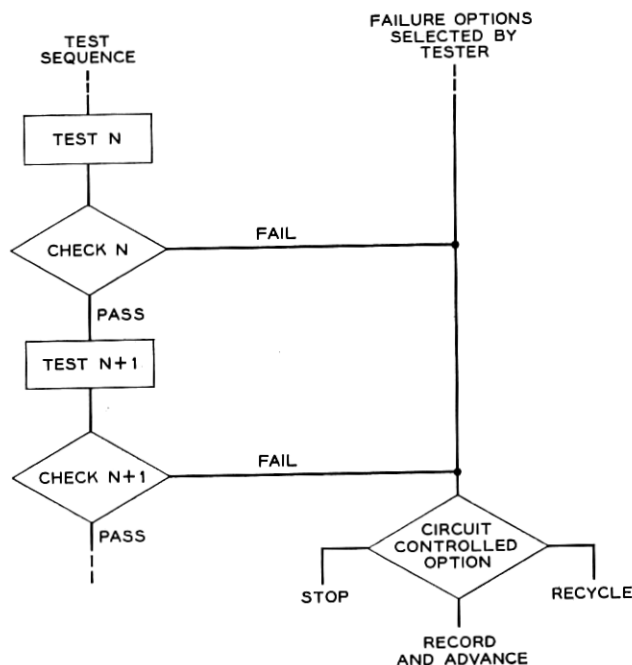 TEST
SEQUENCE
FAILURE OPTIONS
SELECTED BY
TESTER
TEST N
CHECK N
FAIL
PASS
TEST N+1
CHECK N+1
FAIL
PASS
CIRCUIT
CONTROLLED
OPTION
STOP
RECYCLE
RECORD
AND ADVANCE